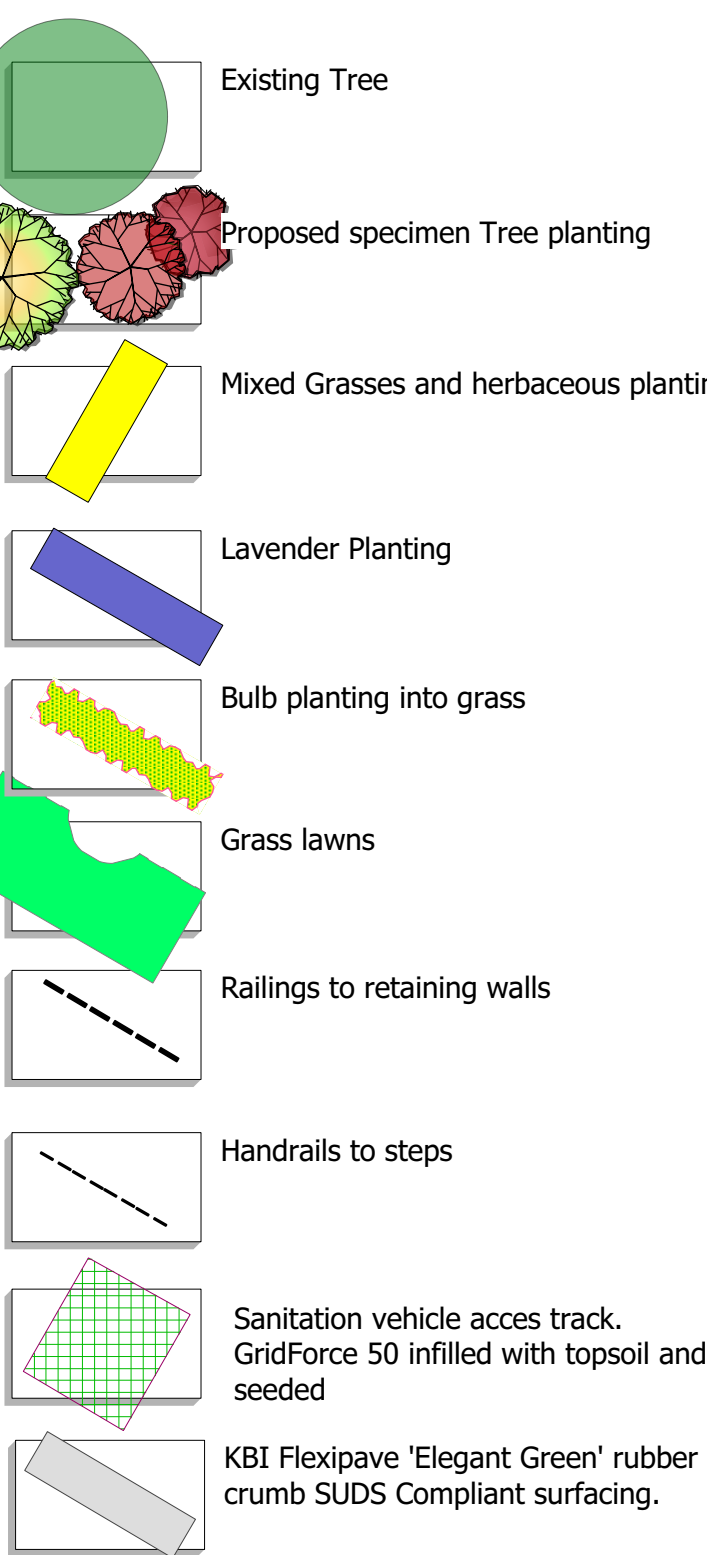 Existing Tree
Proposed specimen Tree planting
Mixed Grasses and herbaceous
Lavender Planting
Bulb planting into grass
Grass lawns
Railings to retaining walls
Handrails to steps
Sanitation vehicle acces track.
GridForce 50 infilled with topsoil and
seeded
KBI Flexipave 'Elegant Green' rubber
crumb SUDS Compliant surfacing.